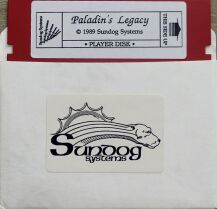 Paladin's Legacy
© 1989 Sundog Systems
• PLAYER DISK •
THIS SIDE UP
Sundog
systems